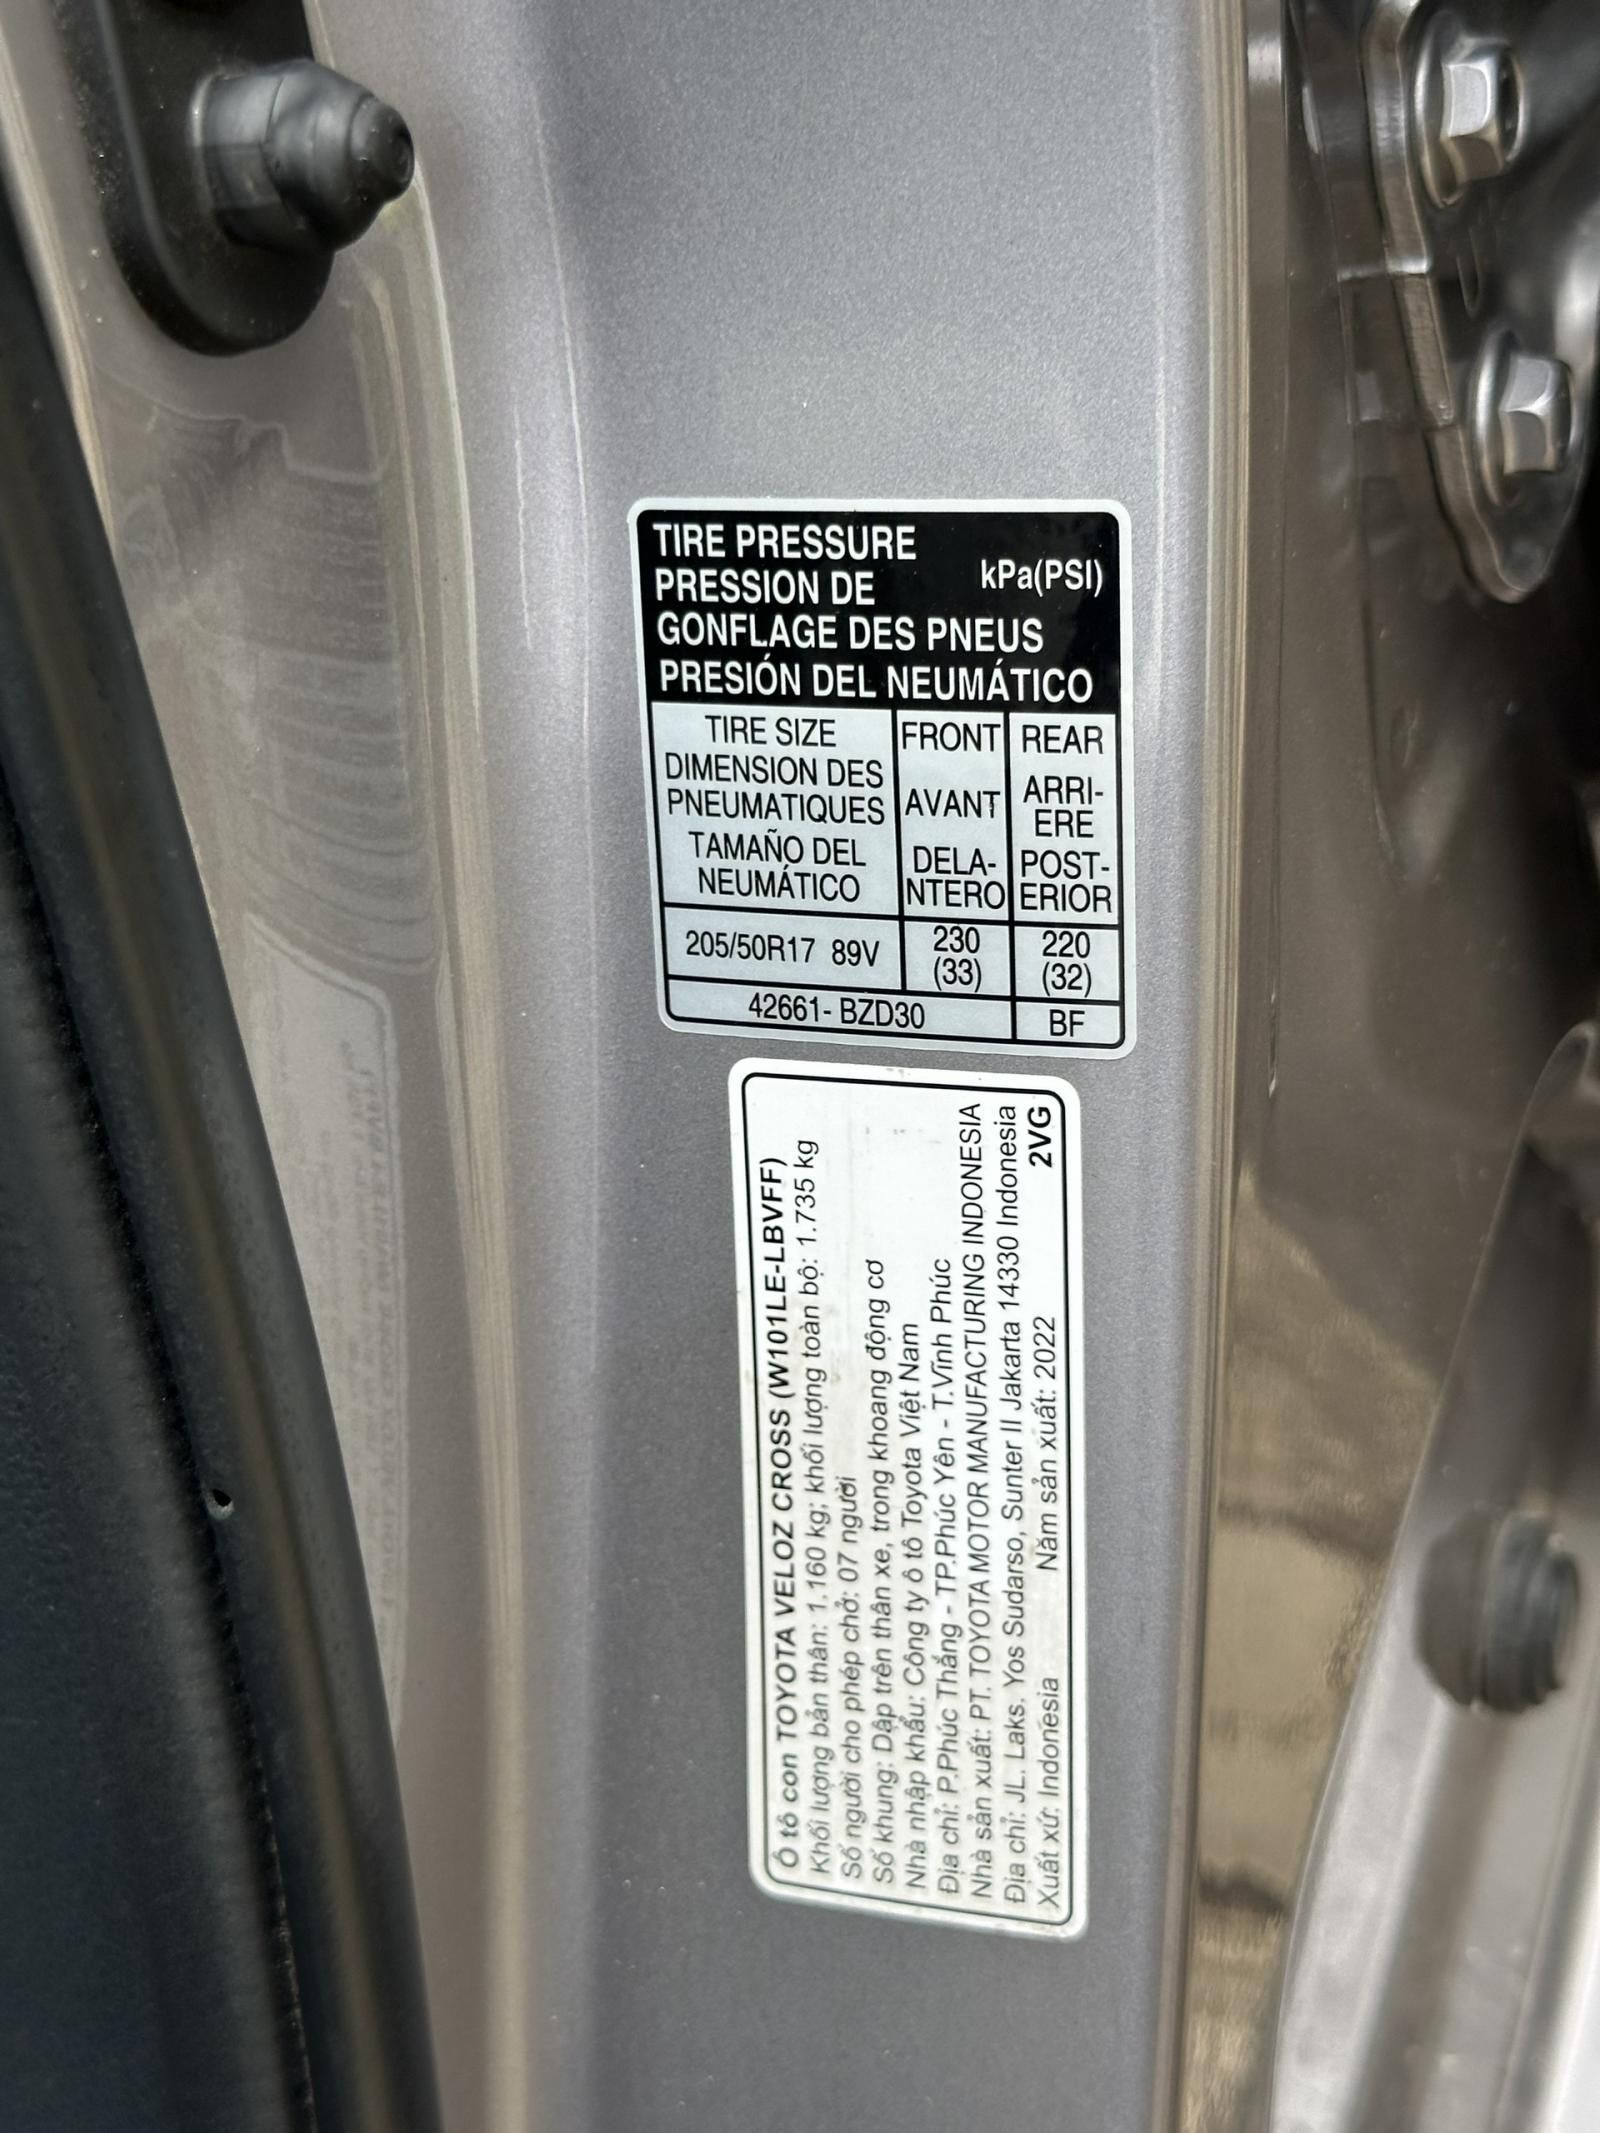 TIRE PRESSURE
PRESSION DE
kPa(PSI)
GONFLAGE DES PNEUS
PRESIÓN DEL NEUMÁTICO
TIRE SIZE
DIMENSION DES
PNEUMATIQUES
TAMAÑO DEL
NEUMÁTICO
FRONT
AVANT
DELA-
NTERO
REAR
ARRI-
ERE
POST-
ERIOR
205/50R17 89V
230
(33)
220
(32)
42661- BZD30
BF
Ô tô con TOYOTA VELOZ CROSS (W101LE-LBVFF)
Khối lượng bản thân: 1.160 kg; khối lượng toàn bộ: 1.735 kg
Số người cho phép chở: 07 người
Số khung: Dập trên thân xe, trong khoang động cơ
Nhà nhập khẩu: Công ty ô tô Toyota Việt Nam
Địa chỉ: P.Phúc Thắng - TP.Phúc Yên - T.Vĩnh Phúc
Nhà sản xuất: PT. TOYOTA MOTOR MANUFACTURING INDONESIA
Địa chỉ: JL. Laks. Yos Sudarso, Sunter II Jakarta 14330 Indonesia
Xuất xứ: Indonesia Năm sản xuất: 2022 2VG